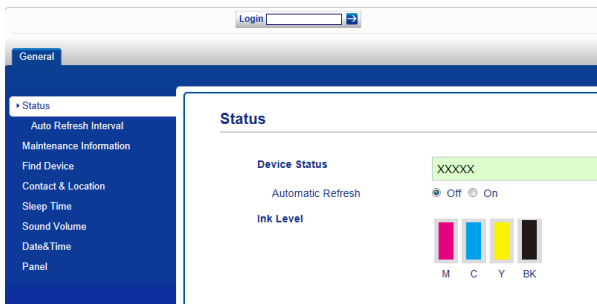 Login
General
Status
Auto Refresh Interval
Maintenance Information
Find Device
Contact & Location
Sleep Time
Sound Volume
Date&Time
Panel
Status
Device Status XXXXX
Automatic Refresh Off On
Ink Level
M C Y BK